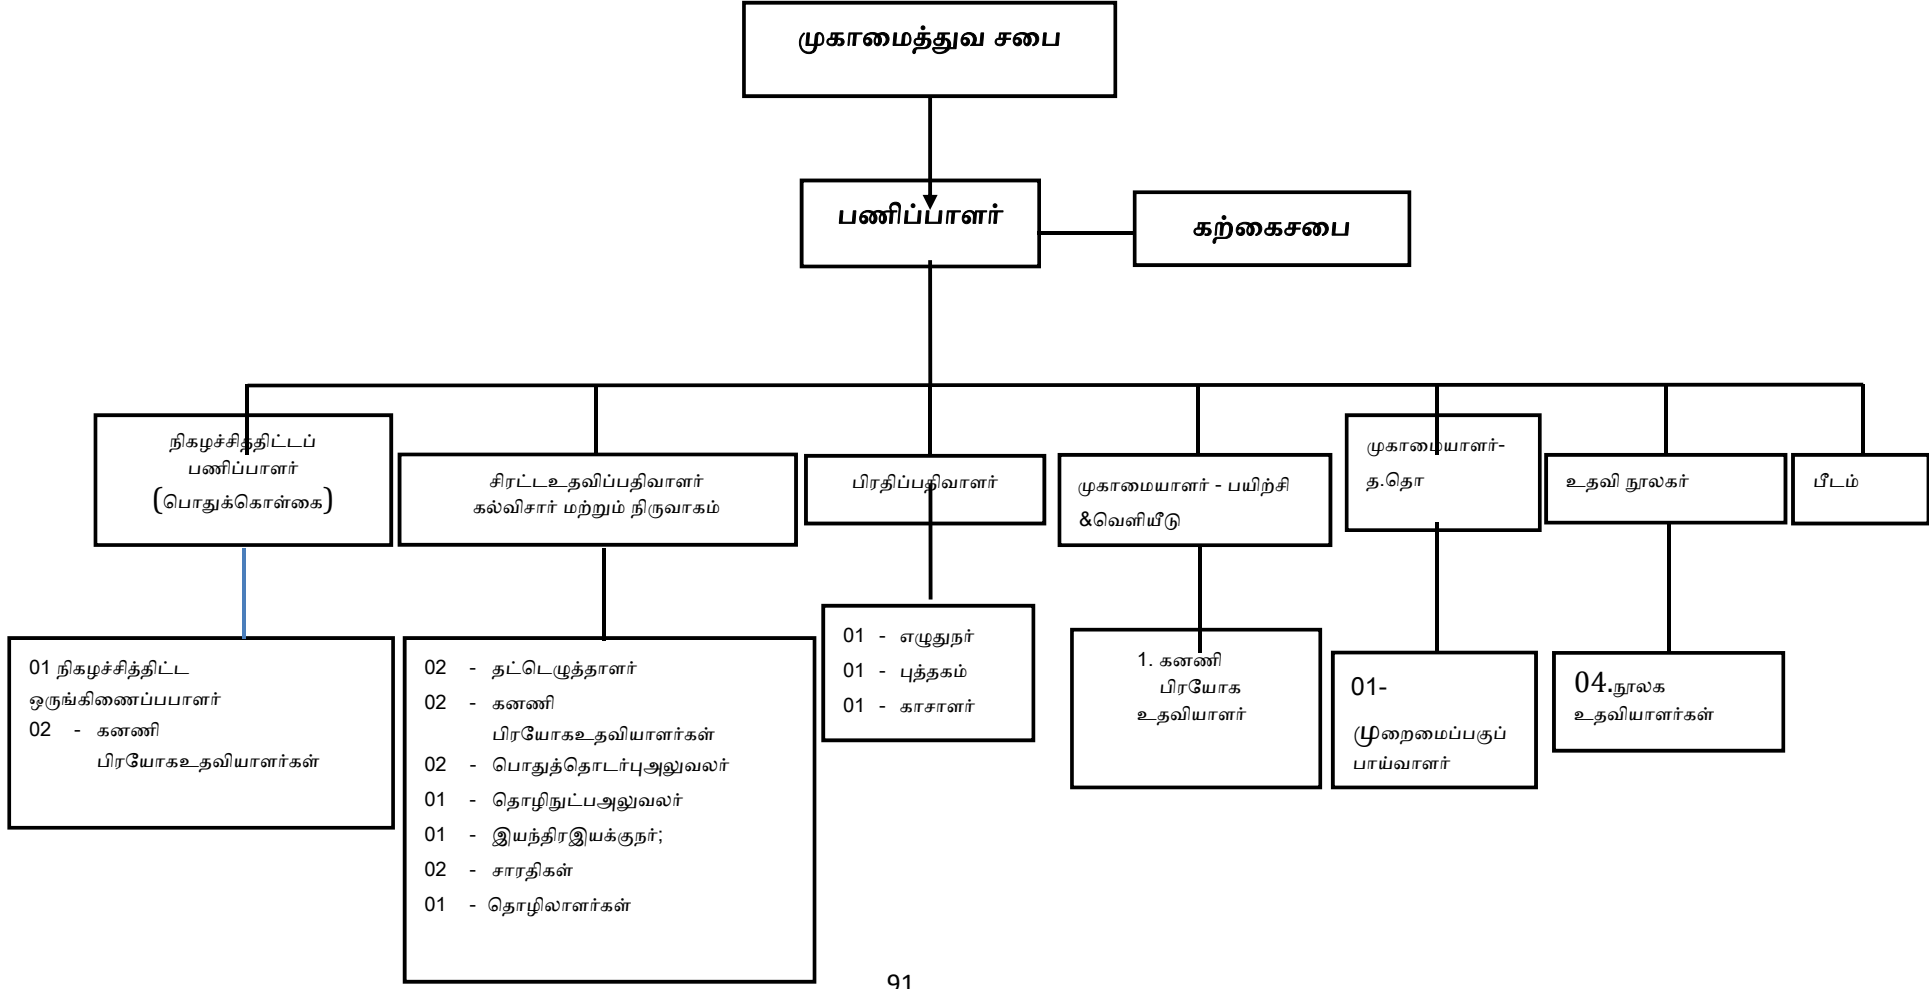 முகாமைத்துவ சபை
பணிப்பாளர்
கற்கைசபை
நிகழச்சித்திட்டப்
பணிப்பாளர்
(பொதுக்கொள்கை)
சிரட்டஉதவிப்பதிவாளர்
கல்விசார் மற்றும் நிருவாகம்
பிரதிப்பதிவாளர்
முகாமையாளர் - பயிற்சி
&வெளியீடு
முகாமையாளர்-
த.தொ
உதவி நூலகர்
பீடம்
01 நிகழச்சித்திட்ட
ஒருங்கிணைப்பபாளர்
02 - கனணி
பிரயோகஉதவியாளர்கள்
02 - தட்டெழுத்தாளர்
02 - கனணி
பிரயோகஉதவியாளர்கள்
02 - பொதுத்தொடர்புஅலுவலர்
01 - தொழிநுட்பஅலுவலர்
01 - இயந்திரஇயக்குநர்;
02 - சாரதிகள்
01 - தொழிலாளர்கள்
01 - எழுதுநர்
01 - புத்தகம்
01 - காசாளர்
1. கனணி
பிரயோக
உதவியாளர்
01-
முறைமைப்பகுப்
பாய்வாளர்
04.நூலக
உதவியாளர்கள்
91